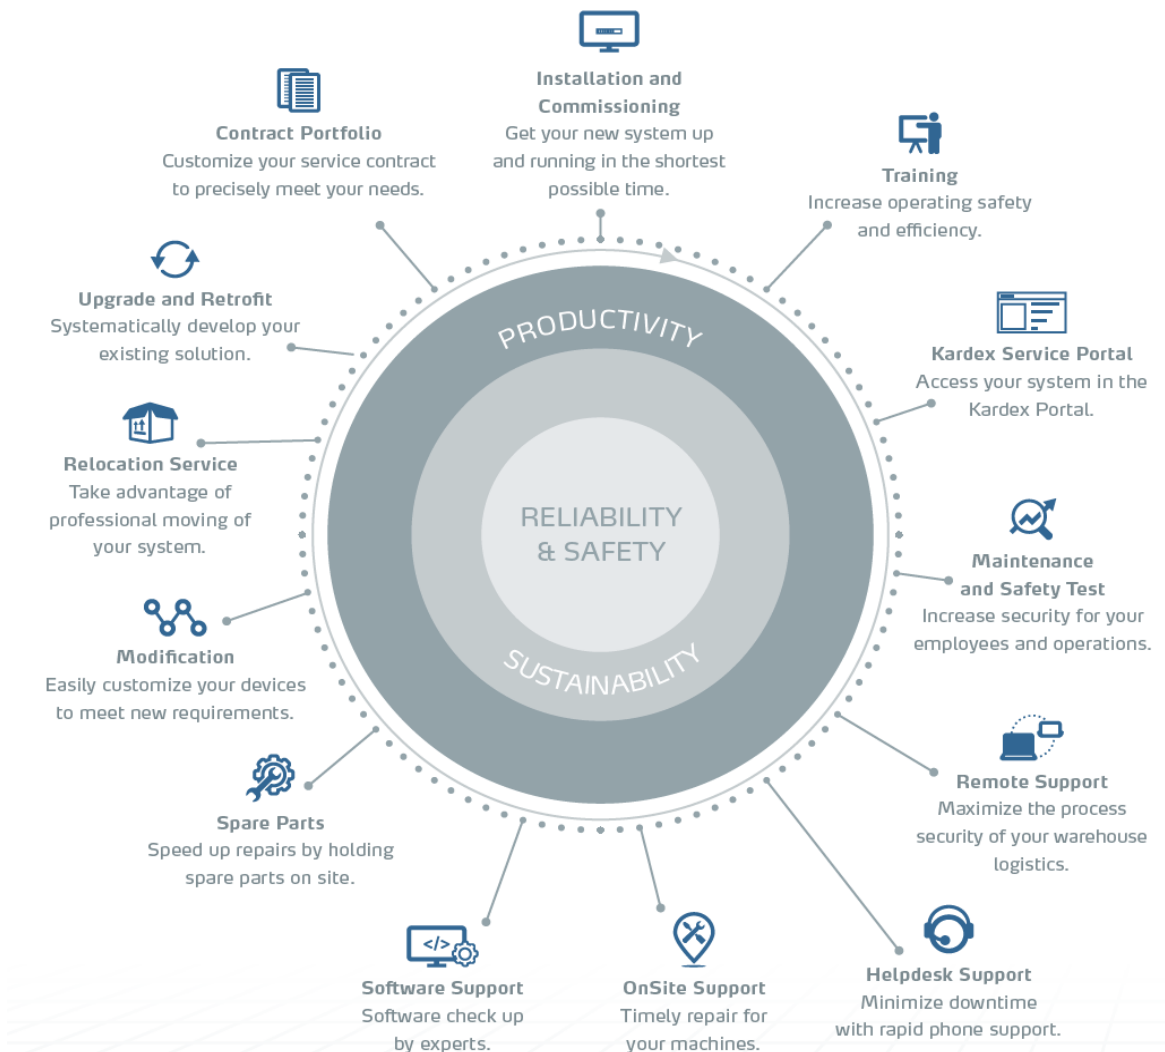 Installation and
Commissioning
Get your new system up
and running in the shortest
possible time.
Training
Increase operating safety
and efficiency.
Kardex Service Portal
Access your system in the
Kardex Portal.
Maintenance
and Safety Test
Increase security for your
employees and operations.
Remote Support
Maximize the process
security of your warehouse
logistics.
Helpdesk Support
Minimize downtime
with rapid phone support.
OnSite Support
Timely repair for
your machines.
</>
Software Support
Software check up
by experts.
Spare Parts
Speed up repairs by holding
spare parts on site.
Modification
Easily customize your devices
to meet new requirements.
Relocation Service
Take advantage of
professional moving of
your system.
Upgrade and Retrofit
Systematically develop your
existing solution.
Contract Portfolio
Customize your service contract
to precisely meet your needs.
PRODUCTIVITY
RELIABILITY
& SAFETY
SUSTAINABILITY